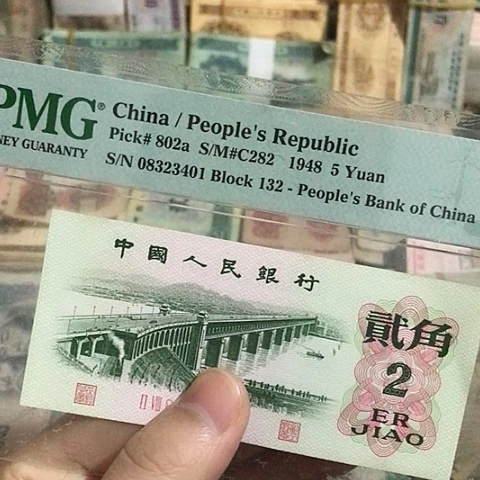 PMG®
NEY GUARANTY
China / People's Republic
Pick# 802a S/M#C282 1948 5 Yuan
S/N 08323401 Block 132 - People's Bank of China
中國人民銀行
貳角
2
ER
JIAO